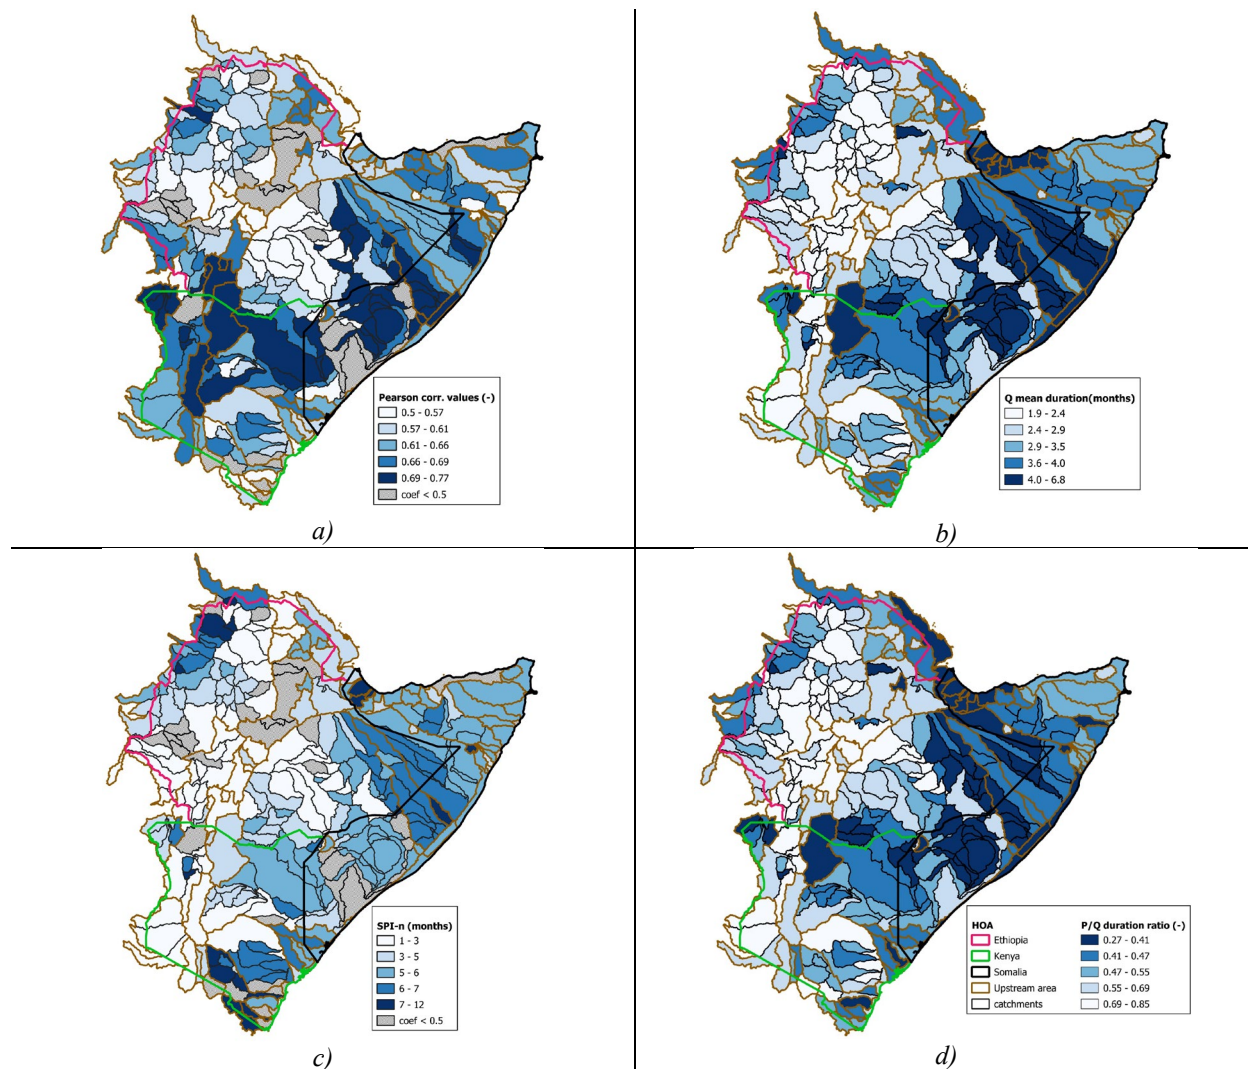 Pearson corr. values (-)
0.5 - 0.57
0.57 - 0.61
0.61 - 0.66
0.66 - 0.69
0.69 - 0.77
coef < 0.5
a)
Q mean duration(months)
1.9 - 2.4
2.4 - 2.9
2.9 - 3.5
3.6 - 4.0
4.0 - 6.8
b)
SPI-n (months)
1 - 3
3 - 5
5 - 6
6 - 7
7 - 12
coef < 0.5
c)
HOA
Ethiopia
Kenya
Somalia
Upstream area
catchments
P/Q duration ratio (-)
0.27 - 0.41
0.41 - 0.47
0.47 - 0.55
0.55 - 0.69
0.69 - 0.85
d)